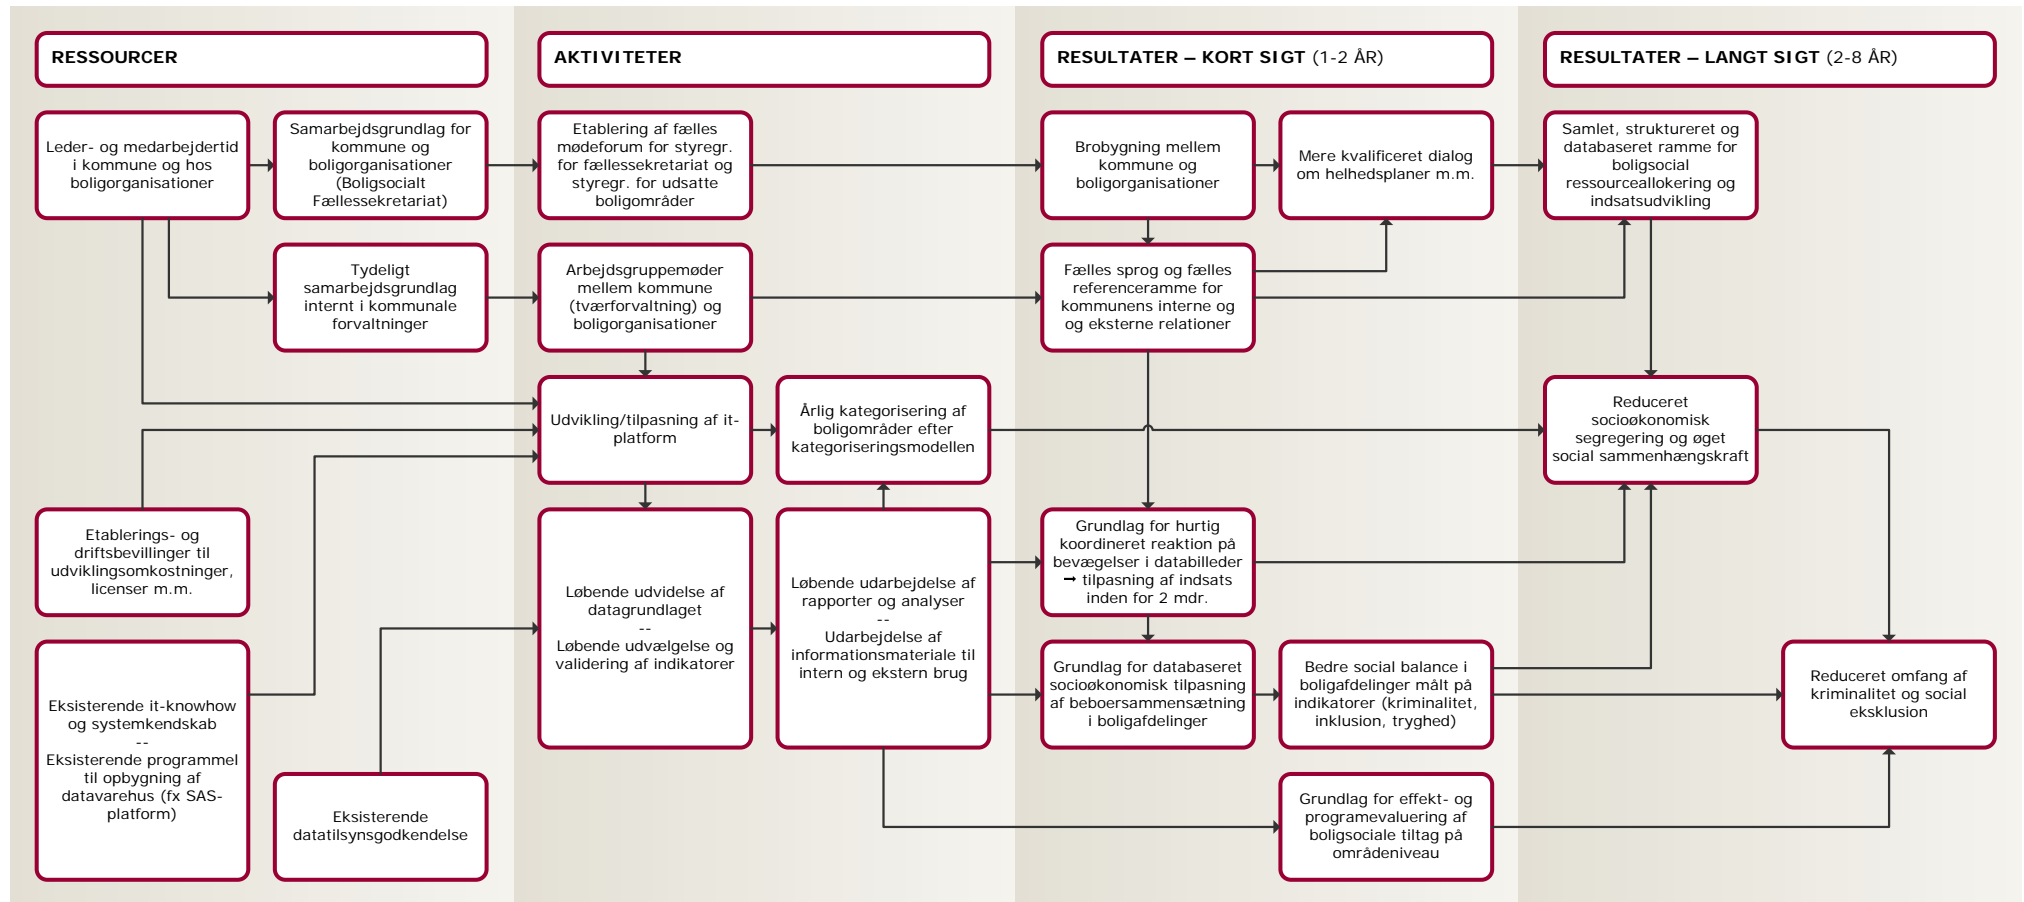 RESSOURCER
Leder- og medarbejdertid
i kommune og hos
boligorganisationer
Samarbejdsgrundlag for
kommune og
boligorganisationer
(Boligsocialt
Fællessekretariat)
Tydeligt
samarbejdsgrundlag
internt i kommunale
forvaltninger
Etablerings- og
driftsbevillinger til
udviklingsomkostninger,
licenser m.m.
Eksisterende it-knowhow
og systemkendskab
--
Eksisterende programmel
til opbygning af
datavarehus (fx SAS-
platform)
Eksisterende
datatilsynsgodkendelse
AKTIVITETER
Etablering af fælles
mødeforum for styregr.
for fællessekretariat og
styregr. for udsatte
boligområder
Arbejdsgruppemøder
mellem kommune
(tværforvaltning) og
boligorganisationer
Udvikling/tilpasning af it-
platform
Årlig kategorisering af
boligområder efter
kategoriseringsmodellen
Løbende udvidelse af
datagrundlaget
--
Løbende udvælgelse og
validering af indikatorer
Løbende udarbejdelse af
rapporter og analyser
--
Udarbejdelse af
informationsmateriale til
intern og ekstern brug
RESULTATER – KORT SIGT (1-2 ÅR)
Brobygning mellem
kommune og
boligorganisationer
Mere kvalificeret dialog
om helhedsplaner m.m.
Fælles sprog og fælles
referenceramme for
kommunens interne og
og eksterne relationer
Grundlag for hurtig
koordineret reaktion på
bevægelser i databilleder
➞ tilpasning af indsats
inden for 2 mdr.
Grundlag for databaseret
socioøkonomisk tilpasning
af beboersammensætning
i boligafdelinger
Bedre social balance i
boligafdelinger målt på
indikatorer (kriminalitet,
inklusion, tryghed)
Grundlag for effekt- og
programevaluering af
boligsociale tiltag på
områdeniveau
RESULTATER – LANGT SIGT (2-8 ÅR)
Samlet, struktureret og
databaseret ramme for
boligsocial
ressourceallokering og
indsatsudvikling
Reduceret
socioøkonomisk
segregering og øget
social sammenhængskraft
Reduceret omfang af
kriminalitet og social
eksklusion